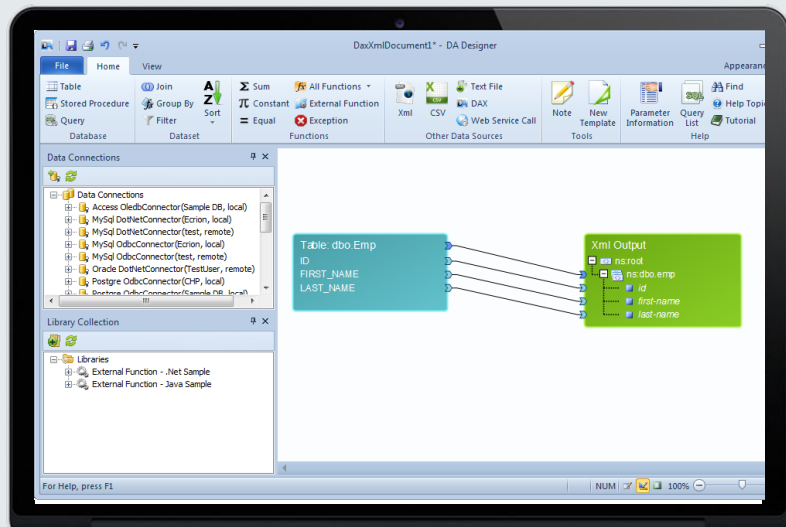 DaxXmlDocument1* - DA Designer
File Home View Appearanc
Table
Stored Procedure
Query
Database
Join
Group By
Filter
Sort
Dataset
Sum
Constant
Equal
All Functions
External Function
Exception
Functions
Xml
CSV
Text File
DAX
Web Service Call
Other Data Sources
Note
New
Template
Tools
Parameter
Information
Query
List
Find
Help Topic
Tutorial
Help
Data Connections
Data Connections
Access OledbConnector(Sample DB, local)
MySql DotNetConnector(Ecrion, local)
MySql DotNetConnector(test, remote)
MySql OdbcConnector(Ecrion, local)
MySql OdbcConnector(test, remote)
Oracle DotNetConnector(TestUser, remote)
Postgre OdbcConnector(CHP, local)
Postgre OdbcConnector(Sample DB, local)
Library Collection
Libraries
External Function - .Net Sample
External Function - Java Sample
Table: dbo.Emp
ID
FIRST_NAME
LAST_NAME
Xml Output
ns:root
ns:dbo.emp
id
first-name
last-name
For Help, press F1
NUM
100%